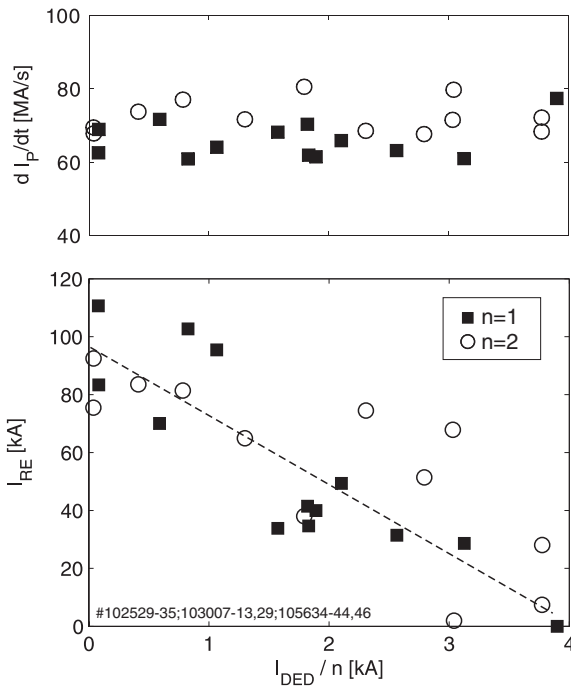 100
80
60
40
d I_P/dt [MA/s]
120
100
80
60
40
20
0
I_RE [kA]
n=1
n=2
#102529-35;103007-13,29;105634-44,46
0 1 2 3 4
I_DED / n [kA]